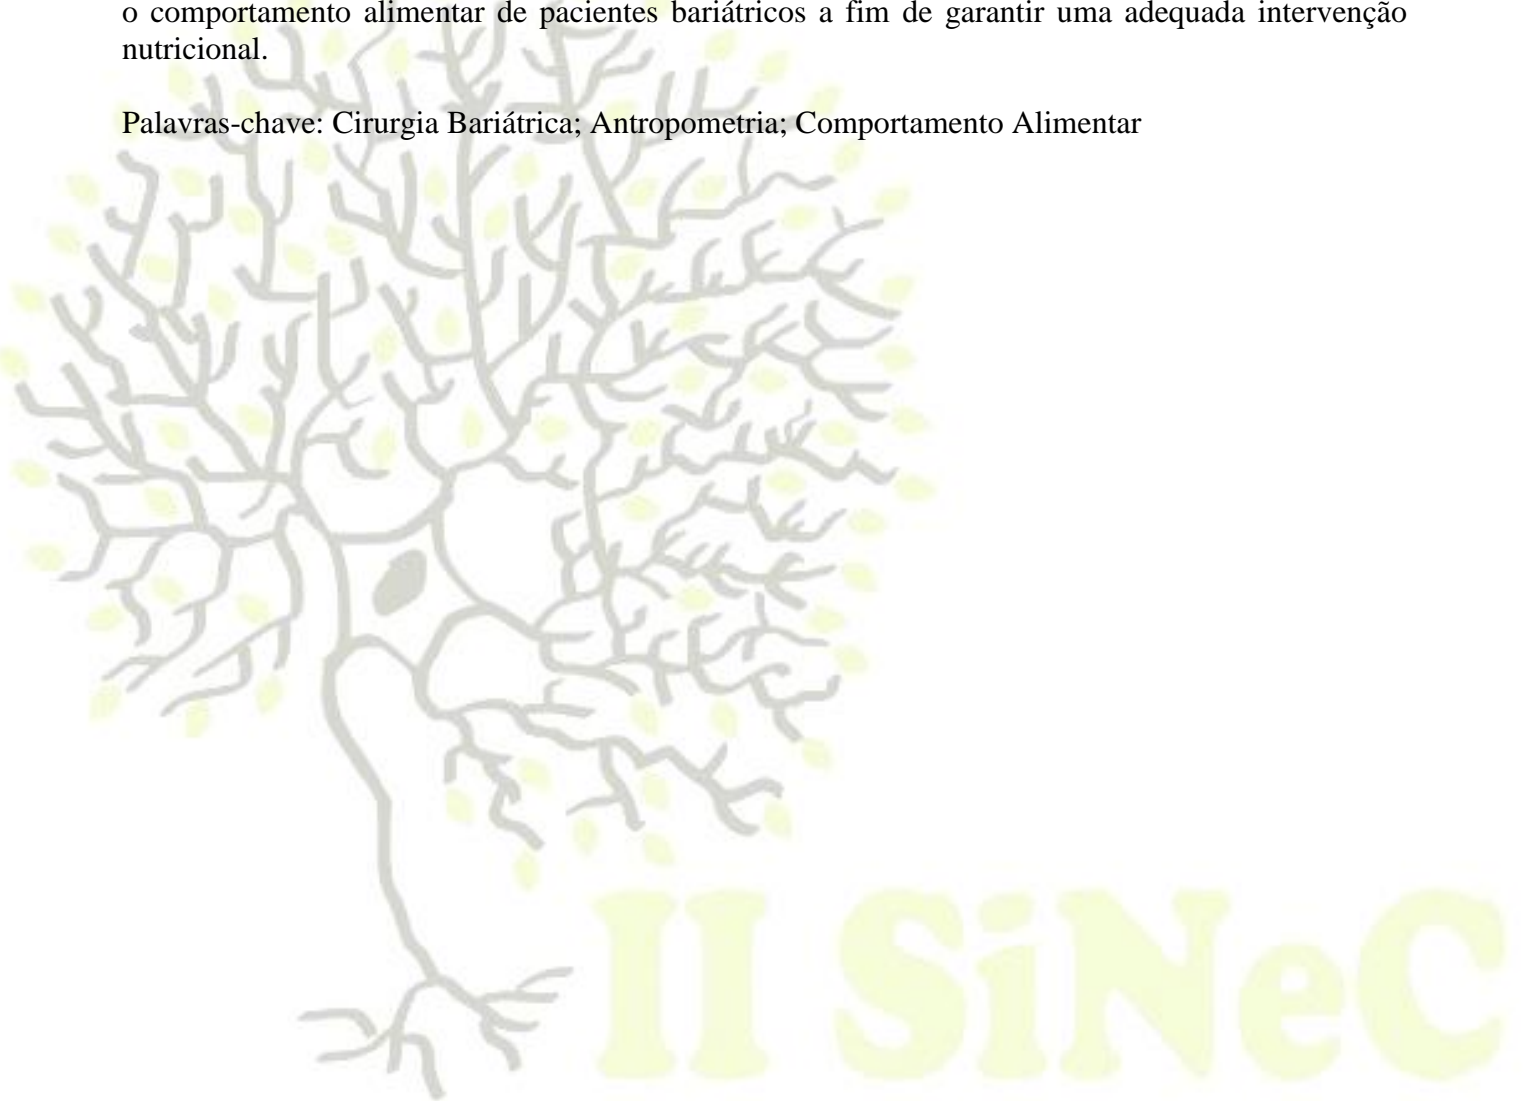 o comportamento alimentar de pacientes bariátricos a fim de garantir uma adequada intervenção
nutricional.
Palavras-chave: Cirurgia Bariátrica; Antropometria; Comportamento Alimentar
II SiNeC